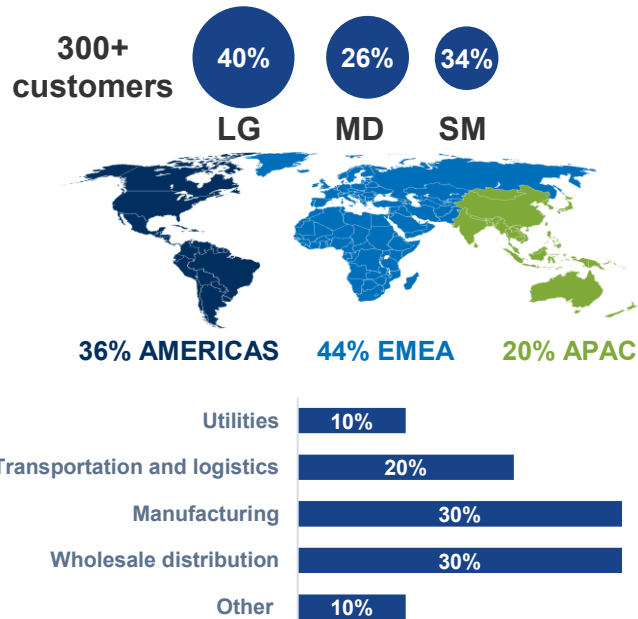 300+
customers
40%
26%
34%
LG
MD
SM
36% AMERICAS
44% EMEA
20% APAC
Utilities
10%
Transportation and logistics
20%
Manufacturing
30%
Wholesale distribution
30%
Other
10%